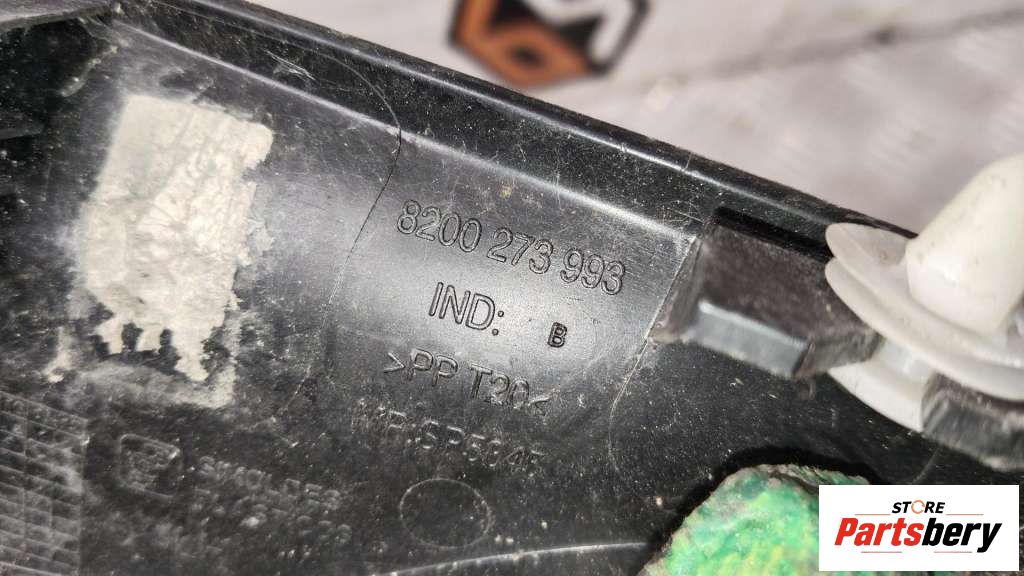 8200 273 993
IND: B
>PP T20<
STORE
Partsbery